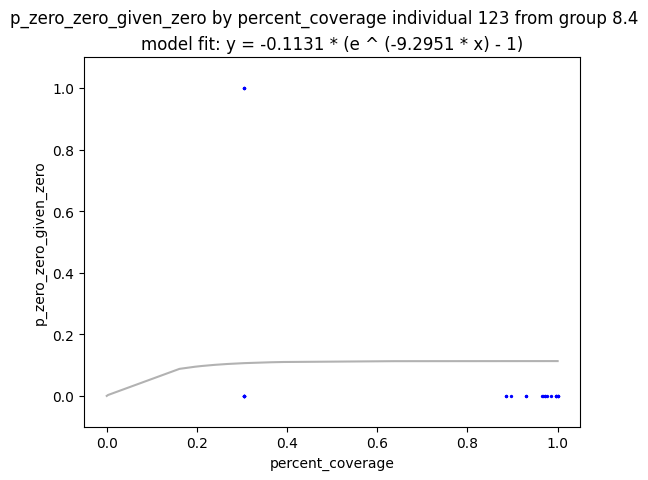 p_zero_zero_given_zero by percent_coverage individual 123 from group 8.4
model fit: y = -0.1131 * (e ^ (-9.2951 * x) - 1)
1.0
0.8
0.6
0.4
0.2
0.0
p_zero_zero_given_zero
0.0 0.2 0.4 0.6 0.8 1.0
percent_coverage